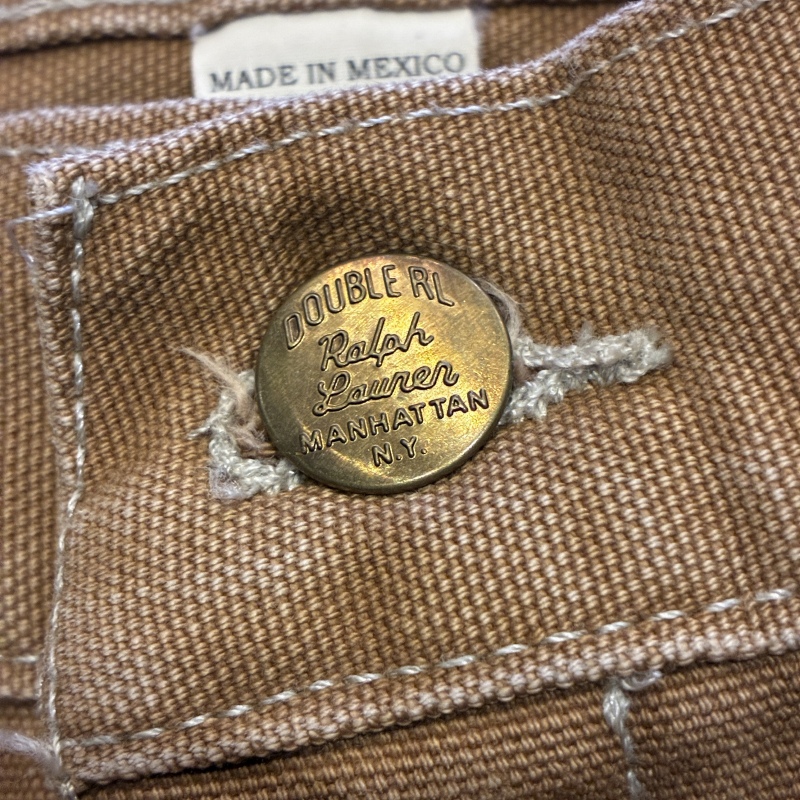 MADE IN MEXICO
DOUBLE RL
Ralph
Lauren
MANHATTAN
N.Y.